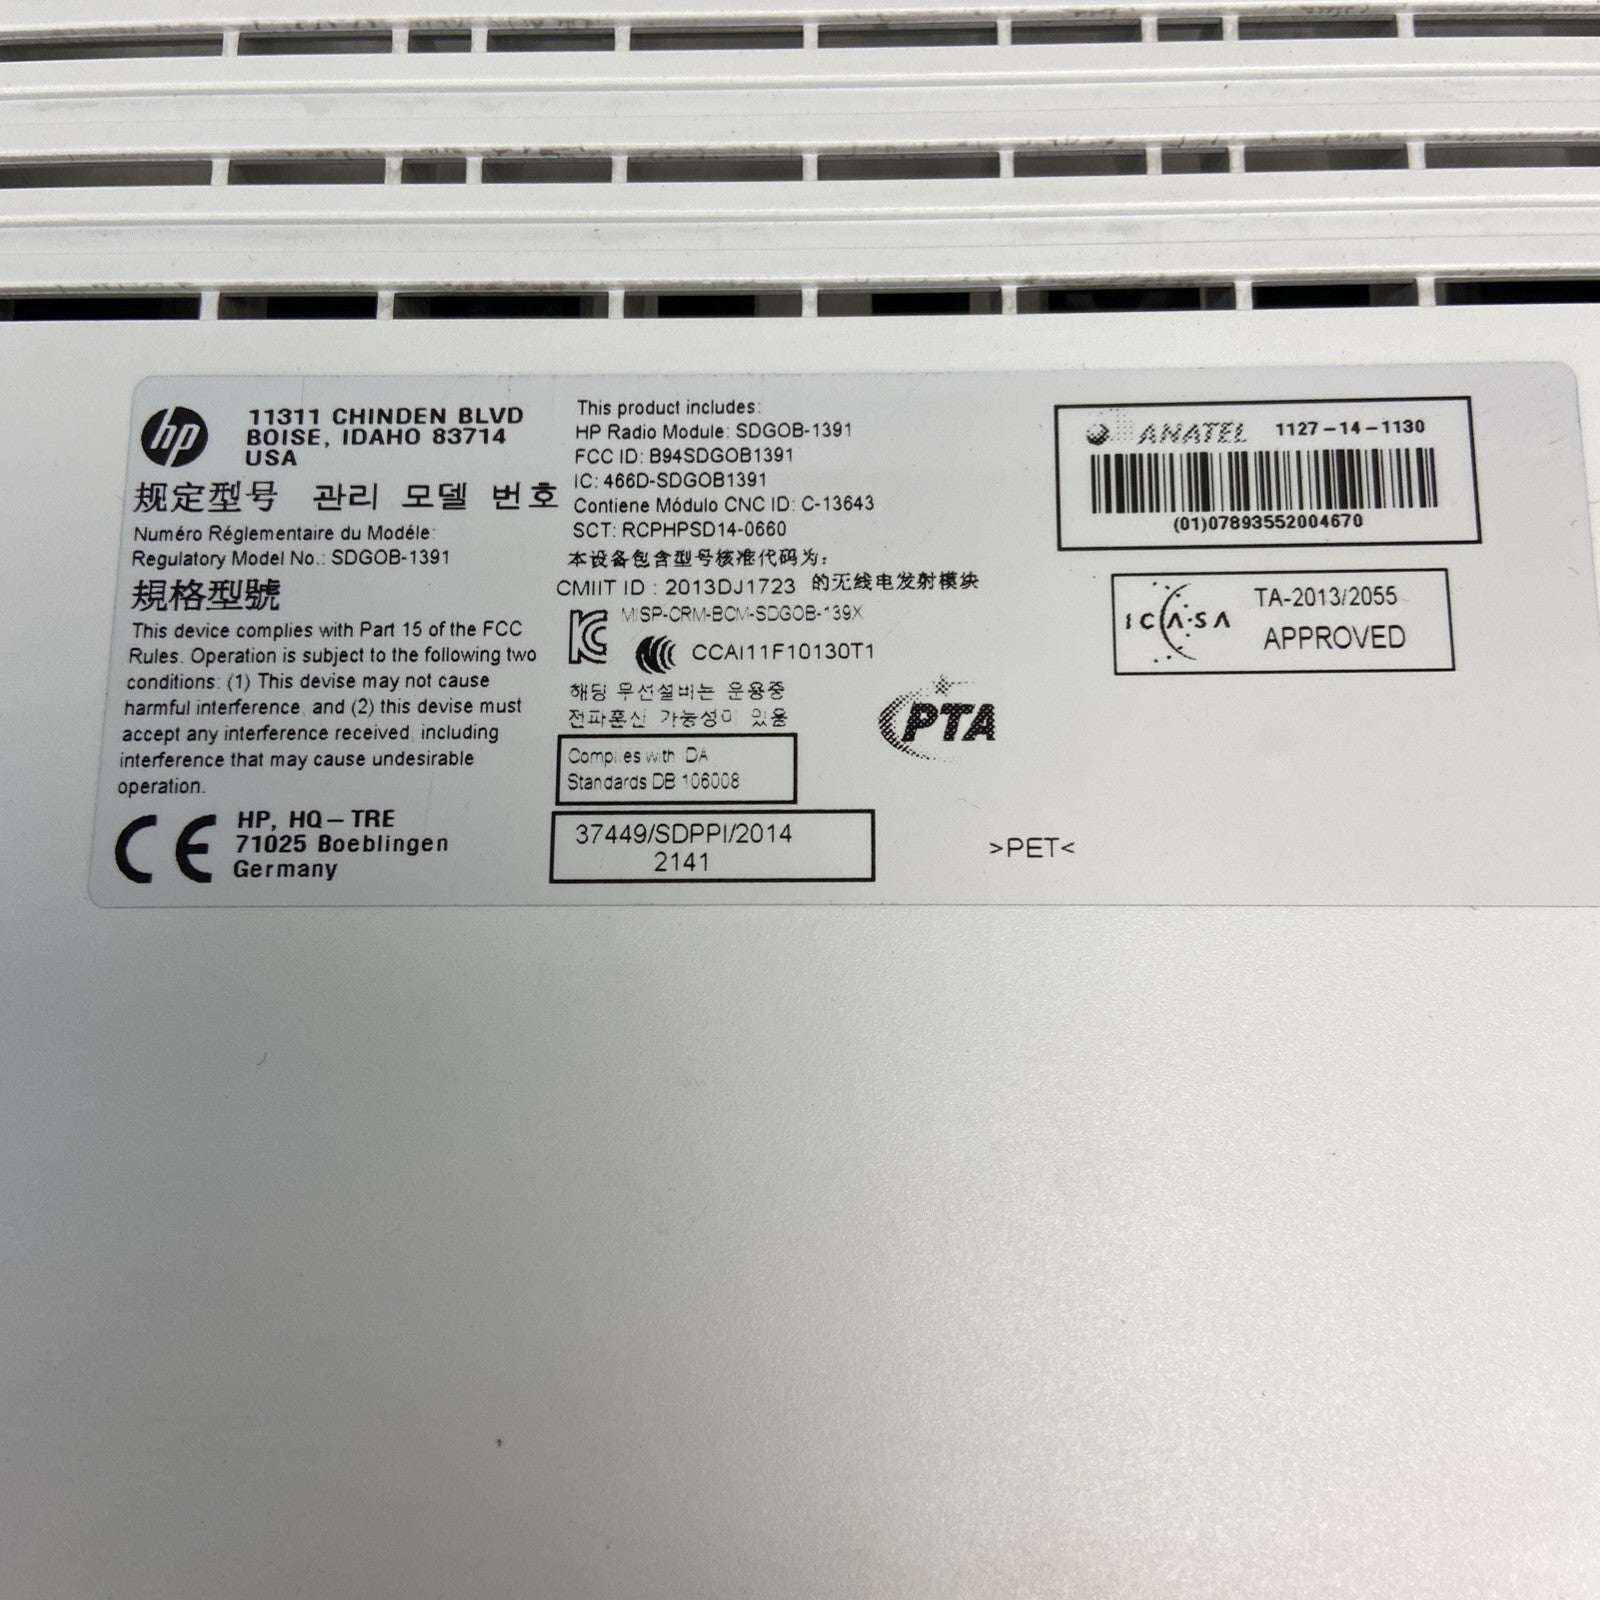 hp
11311 CHINDEN BLVD
BOISE, IDAHO 83714
USA
规定型号 관리 모델 번호
Numéro Réglementaire du Modéle:
Regulatory Model No.: SDGOB-1391
規格型號
This device complies with Part 15 of the FCC
Rules. Operation is subject to the following two
conditions: (1) This devise may not cause
harmful interference, and (2) this devise must
accept any interference received, including
interference that may cause undesirable
operation.
CE
HP, HQ–TRE
71025 Boeblingen
Germany
This product includes:
HP Radio Module: SDGOB-1391
FCC ID: B94SDGOB1391
IC: 466D-SDGOB1391
Contiene Módulo CNC ID: C-13643
SCT: RCPHPSD14-0660
本设备包含型号核准代码为:
CMIIT ID : 2013DJ1723 的无线电发射模块
MSIP-CRM-BCM-SDGOB-139X
CCAI11F10130T1
해당 무선설비는 운용중
전파혼신 가능성이 있움
Complies with IDA
Standards DB 106008
37449/SDPPI/2014
2141
PTA
>PET<
ANATEL 1127-14-1130
(01)07893552004670
ICASA
TA-2013/2055
APPROVED